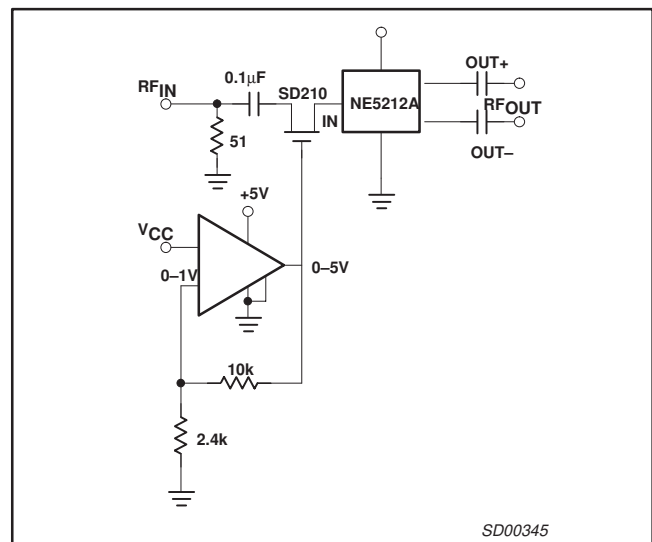 OUT+
0.1μF
RFIN
SD210
NE5212A
RFOUT
IN
51
OUT–
+5V
VCC
0–1V
0–5V
10k
2.4k
SD00345